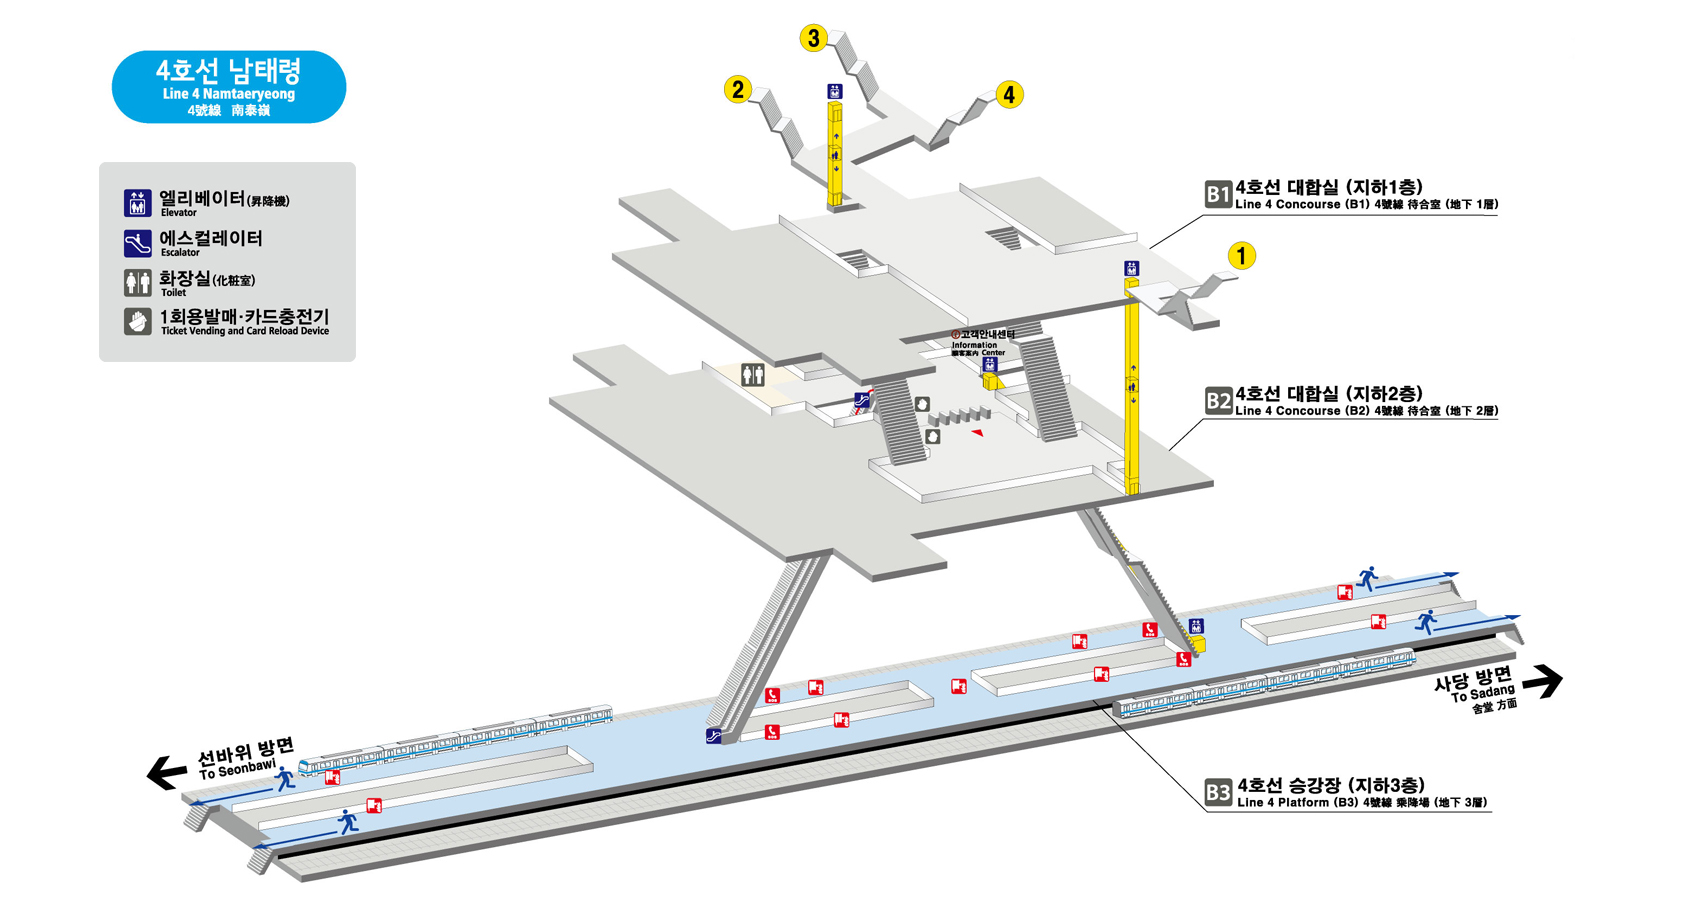 4호선 남태령
Line 4 Namtaeryeong
4號線 南泰嶺
엘리베이터(昇降機)
Elevator
에스컬레이터
Escalator
화장실(化粧室)
Toilet
1회용발매·카드충전기
Ticket Vending and Card Reload Device
3
2
4
B1 4호선 대합실 (지하1층)
Line 4 Concourse (B1) 4號線 待合室 (地下 1層)
1
고객안내센터
Information
顧客案内 Center
B2 4호선 대합실 (지하2층)
Line 4 Concourse (B2) 4號線 待合室 (地下 2層)
사당 방면
To Sadang
舍堂 方面
선바위 방면
To Seonbawi
B3 4호선 승강장 (지하3층)
Line 4 Platform (B3) 4號線 乘降場 (地下 3層)